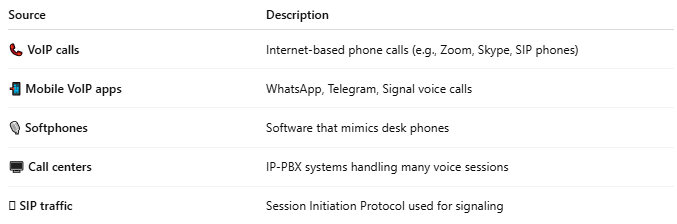 Source Description
📞 VoIP calls Internet-based phone calls (e.g., Zoom, Skype, SIP phones)
📲 Mobile VoIP apps WhatsApp, Telegram, Signal voice calls
Softphones Software that mimics desk phones
🖥️ Call centers IP-PBX systems handling many voice sessions
SIP traffic Session Initiation Protocol used for signaling